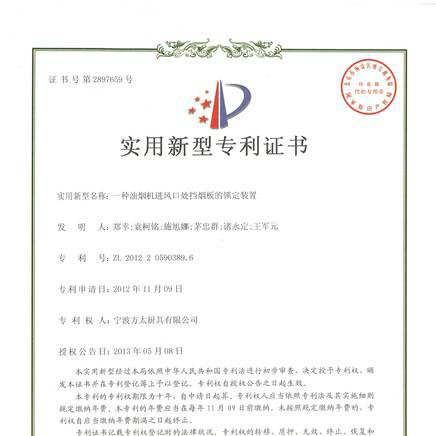 证书号第2897659号
实用新型专利证书
实用新型名称：一种油烟机进风口处挡烟板的锁定装置
发 明 人：郑幸;袁柯铭;施旭娜;茅忠群;诸永定;王军元
专 利 号：ZL 2012 2 0590389.6
专利申请日：2012年11月09日
专 利 权 人：宁波方太厨具有限公司
授权公告日：2013年05月08日
本实用新型经过本局依照中华人民共和国专利法进行初步审查，决定授予专利权，颁
发本证书并在专利登记簿上予以登记。专利权自授权公告之日起生效。
本专利的专利权期限为十年，自申请日起算。专利权人应当依照专利法及其实施细则
规定缴纳年费。本专利的年费应当在每年11月09日前缴纳。未按照规定缴纳年费的，专
利权自应当缴纳年费期满之日起终止。
专利证书记载专利权登记时的法律状况。专利权的转移、质押、无效、终止、恢复和